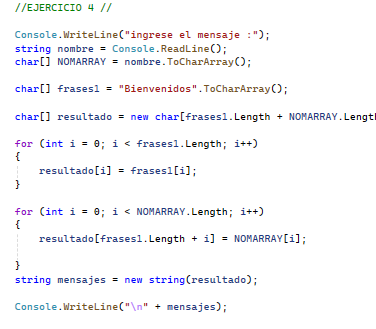 //EJERCICIO 4 //
Console.WriteLine("ingrese el mensaje :");
string nombre = Console.ReadLine();
char[] NOMARRAY = nombre.ToCharArray();
char[] frases1 = "Bienvenidos".ToCharArray();
char[] resultado = new char[frases1.Length + NOMARRAY.Lengt
for (int i = 0; i < frases1.Length; i++)
{
resultado[i] = frases1[i];
}
for (int i = 0; i < NOMARRAY.Length; i++)
{
resultado[frases1.Length + i] = NOMARRAY[i];
}
string mensajes = new string(resultado);
Console.WriteLine("\n" + mensajes);